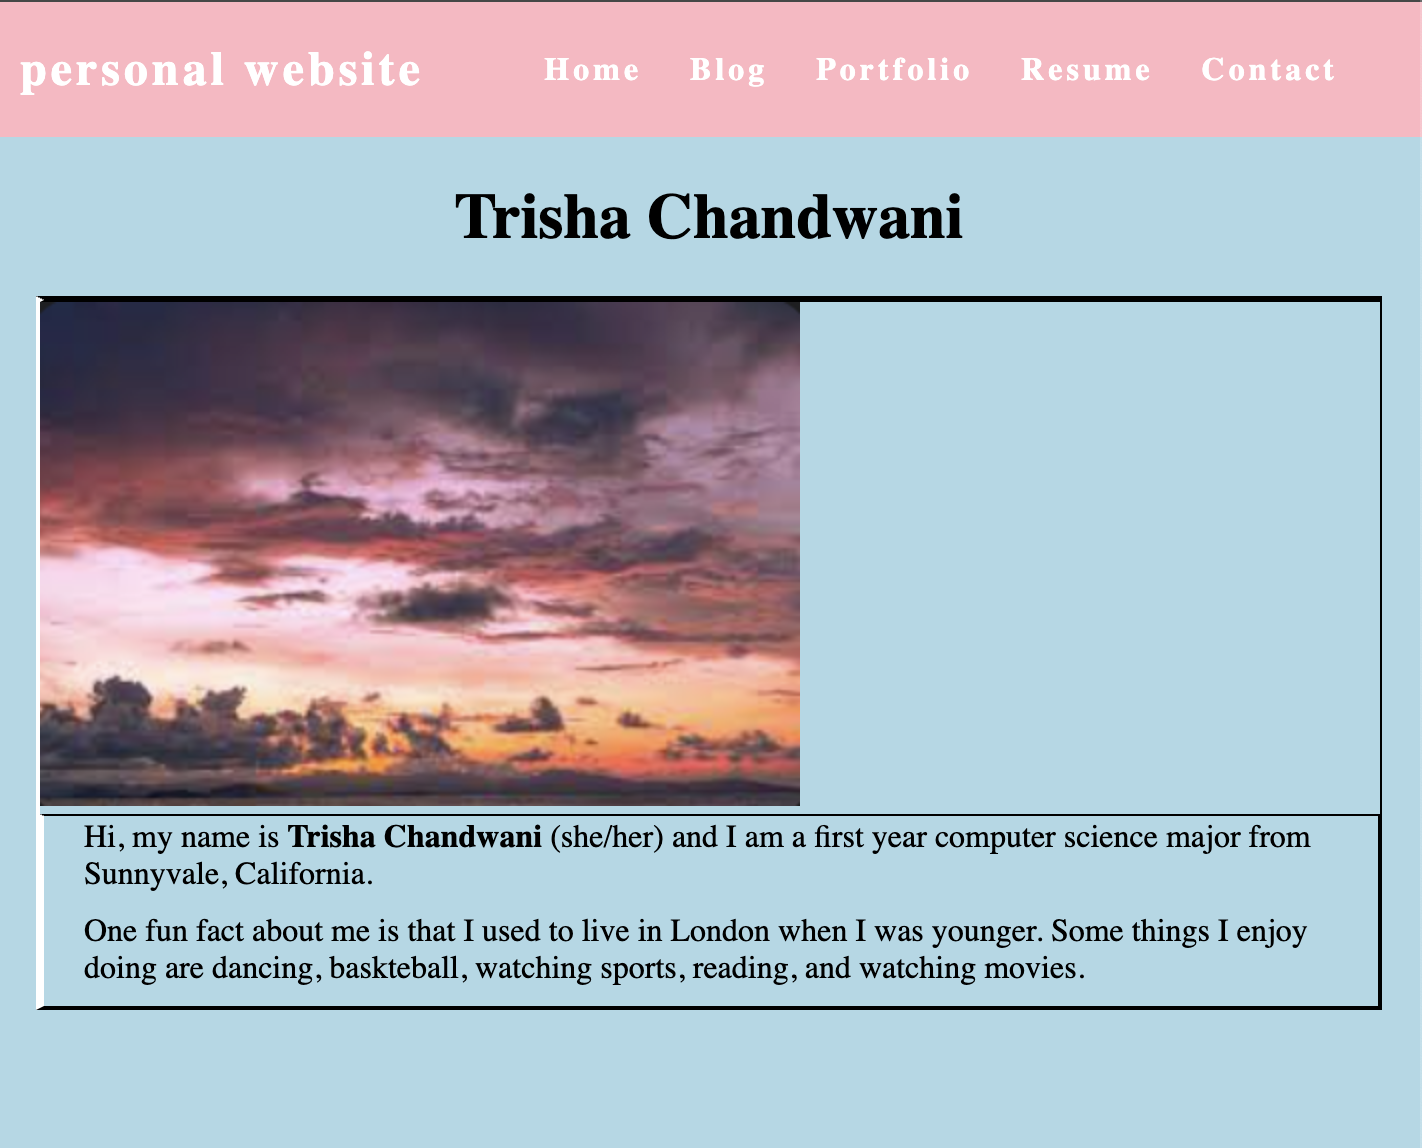 personal website Home Blog Portfolio Resume Contact
Trisha Chandwani
Hi, my name is Trisha Chandwani (she/her) and I am a first year computer science major from
Sunnyvale, California.
One fun fact about me is that I used to live in London when I was younger. Some things I enjoy
doing are dancing, baskteball, watching sports, reading, and watching movies.